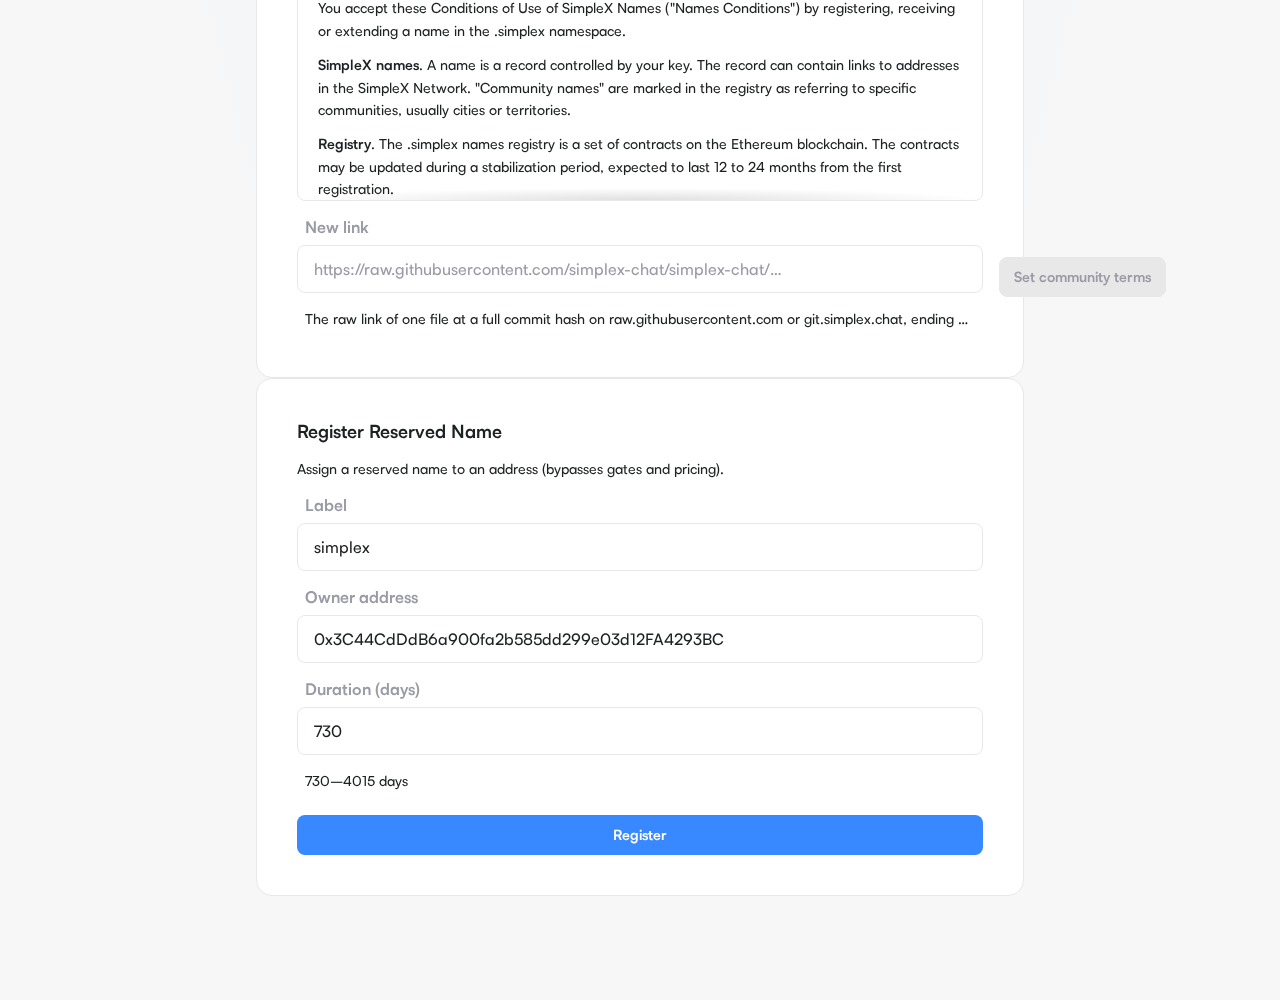 You accept these Conditions of Use of SimpleX Names ("Names Conditions") by registering, receiving
or extending a name in the .simplex namespace.
SimpleX names. A name is a record controlled by your key. The record can contain links to addresses
in the SimpleX Network. "Community names" are marked in the registry as referring to specific
communities, usually cities or territories.
Registry. The .simplex names registry is a set of contracts on the Ethereum blockchain. The contracts
may be updated during a stabilization period, expected to last 12 to 24 months from the first
registration.
New link
https://raw.githubusercontent.com/simplex-chat/simplex-chat/...
Set community terms
The raw link of one file at a full commit hash on raw.githubusercontent.com or git.simplex.chat, ending ...
Register Reserved Name
Assign a reserved name to an address (bypasses gates and pricing).
Label
simplex
Owner address
0x3C44CdDdB6a900fa2b585dd299e03d12FA4293BC
Duration (days)
730
730—4015 days
Register